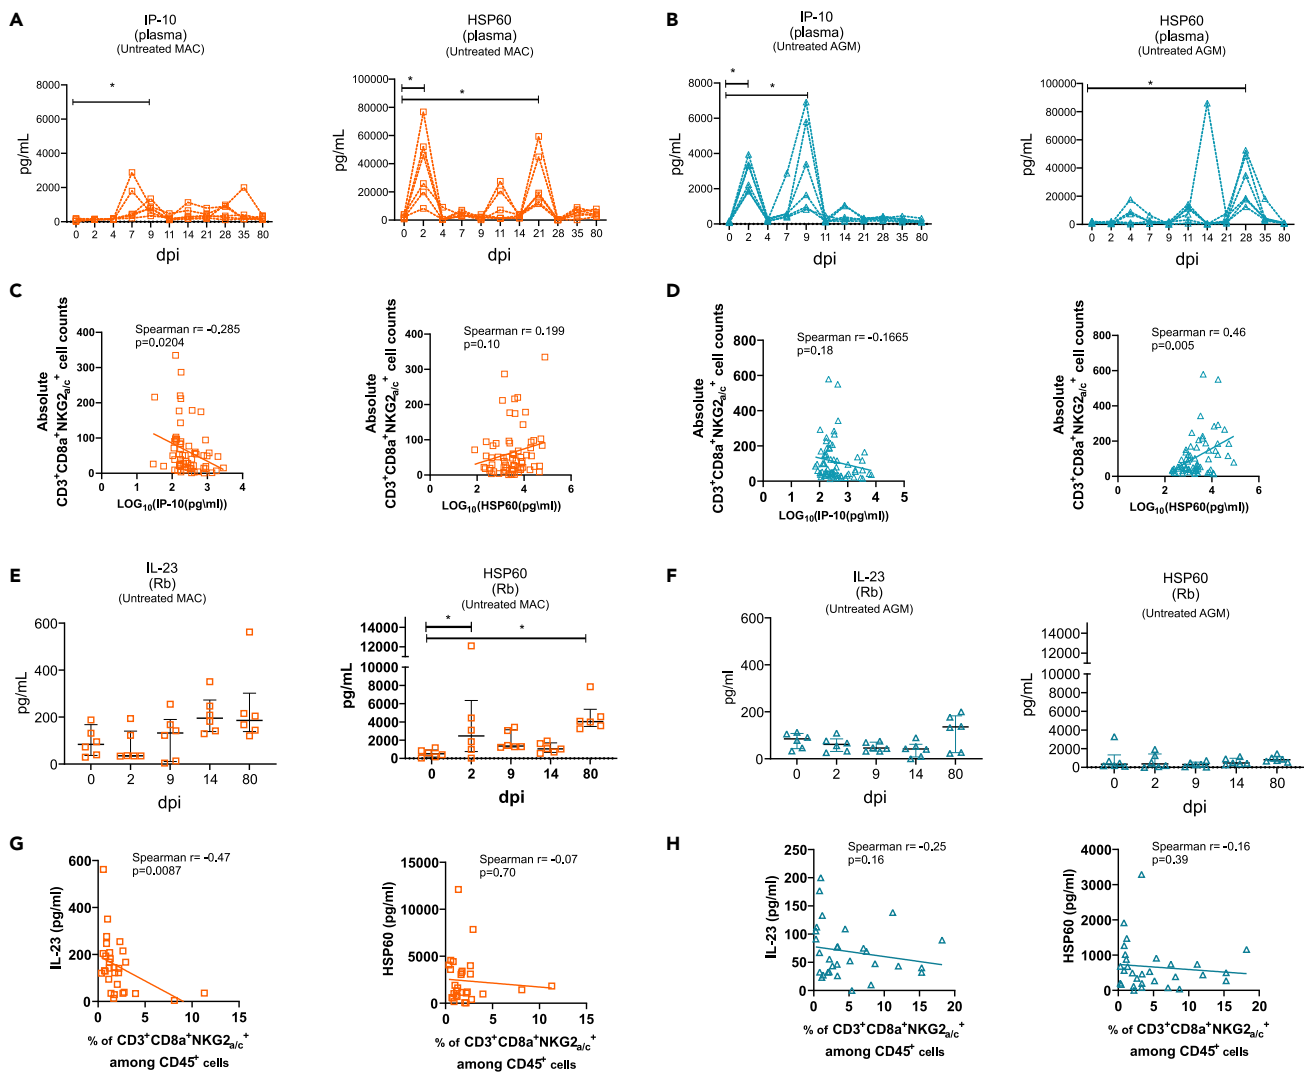 A
IP-10
(plasma)
(Untreated MAC)
8000
6000
4000
2000
0
pg/mL
*
0 2 4 7 9 11 14 21 28 35 80
dpi
HSP60
(plasma)
(Untreated MAC)
100000
80000
60000
40000
20000
0
pg/mL
*
*
0 2 4 7 9 11 14 21 28 35 80
dpi
B
IP-10
(plasma)
(Untreated AGM)
8000
6000
4000
2000
0
pg/mL
*
*
0 2 4 7 9 11 14 21 28 35 80
dpi
HSP60
(plasma)
(Untreated AGM)
100000
80000
60000
40000
20000
0
pg/mL
*
0 2 4 7 9 11 14 21 28 35 80
dpi
C
Absolute
CD3+CD8a+NKG2a/c+ cell counts
Spearman r= -0.285
p=0.0204
400
300
200
100
0
0 1 2 3 4
LOG10(IP-10(pg\ml))
Absolute
CD3+CD8a+NKG2a/c+ cell counts
Spearman r= 0.199
p=0.10
400
300
200
100
0
0 2 4 6
LOG10(HSP60(pg\ml))
D
Absolute
CD3+CD8a+NKG2a/c+ cell counts
Spearman r= -0.1665
p=0.18
800
600
400
200
0
0 1 2 3 4 5
LOG10(IP-10(pg\ml))
Absolute
CD3+CD8a+NKG2a/c+ cell counts
Spearman r= 0.46
p=0.005
800
600
400
200
0
0 2 4 6
LOG10(HSP60(pg\ml))
E
IL-23
(Rb)
(Untreated MAC)
600
400
200
0
pg/mL
0 2 9 14 80
dpi
HSP60
(Rb)
(Untreated MAC)
14000
12000
10000
8000
6000
4000
2000
0
pg/mL
*
*
0 2 9 14 80
dpi
F
IL-23
(Rb)
(Untreated AGM)
600
400
200
0
pg/ml
0 2 9 14 80
dpi
HSP60
(Rb)
(Untreated AGM)
14000
12000
10000
8000
6000
4000
2000
0
pg/mL
0 2 9 14 80
dpi
G
Spearman r= -0.47
p=0.0087
600
400
200
0
IL-23 (pg/ml)
0 5 10 15
% of CD3+CD8a+NKG2a/c+
among CD45+ cells
Spearman r= -0.07
p=0.70
15000
10000
5000
0
HSP60 (pg/ml)
0 5 10 15
% of CD3+CD8a+NKG2a/c+
among CD45+ cells
H
Spearman r= -0.25
p=0.16
250
200
150
100
50
0
IL-23 (pg/ml)
0 5 10 15 20
% of CD3+CD8a+NKG2a/c+
among CD45+ cells
Spearman r= -0.16
p=0.39
4000
3000
2000
1000
0
HSP60 (pg/ml)
0 5 10 15 20
% of CD3+CD8a+NKG2a/c+
among CD45+ cells